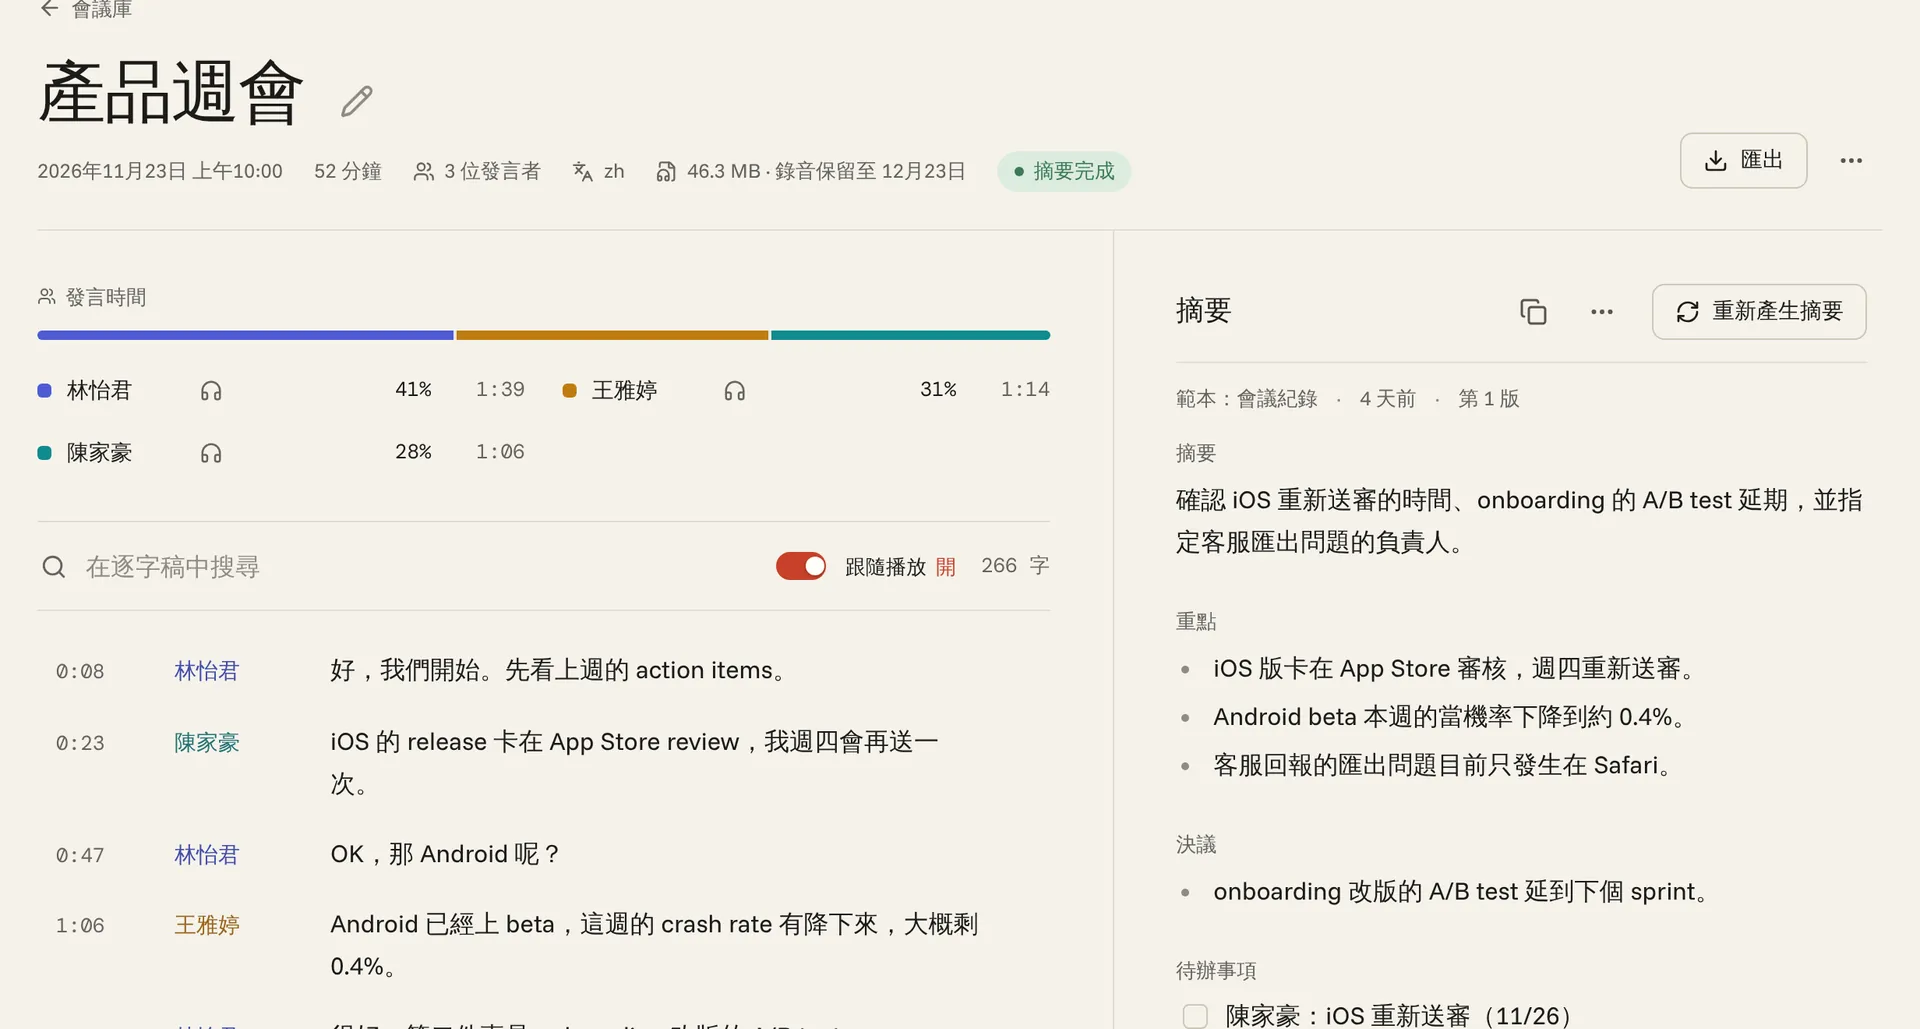 會議庫
產品週會
2026年11月23日 上午10:00 52 分鐘 3 位發言者 zh 46.3 MB · 錄音保留至 12月23日 摘要完成
匯出
發言時間
林怡君 41% 1:39 王雅婷 31% 1:14
陳家豪 28% 1:06
在逐字稿中搜尋 跟隨播放 開 266 字
0:08 林怡君 好，我們開始。先看上週的 action items。
0:23 陳家豪 iOS 的 release 卡在 App Store review，我週四會再送一
次。
0:47 林怡君 OK，那 Android 呢？
1:06 王雅婷 Android 已經上 beta，這週的 crash rate 有降下來，大概剩
0.4%。
摘要 重新產生摘要
範本：會議紀錄 · 4 天前 · 第 1 版
摘要
確認 iOS 重新送審的時間、onboarding 的 A/B test 延期，並指
定客服匯出問題的負責人。
重點
iOS 版卡在 App Store 審核，週四重新送審。
Android beta 本週的當機率下降到約 0.4%。
客服回報的匯出問題目前只發生在 Safari。
決議
onboarding 改版的 A/B test 延到下個 sprint。
待辦事項
陳家豪：iOS 重新送審（11/26）